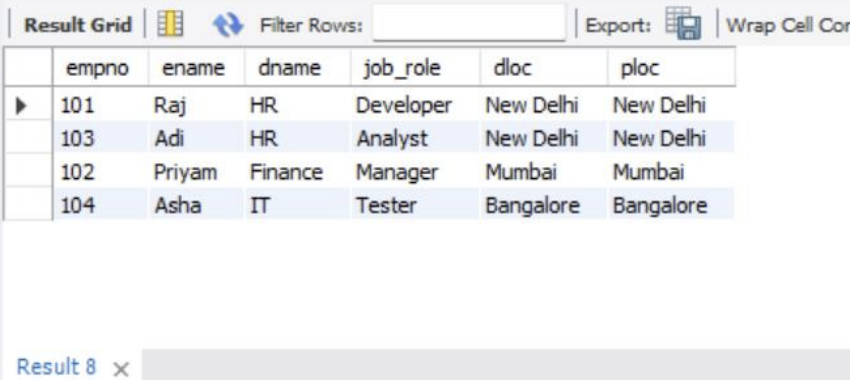 Result Grid Filter Rows: Export: Wrap Cell Cor
empno ename dname job_role dloc ploc
101 Raj HR Developer New Delhi New Delhi
103 Adi HR Analyst New Delhi New Delhi
102 Priyam Finance Manager Mumbai Mumbai
104 Asha IT Tester Bangalore Bangalore
Result 8 ×